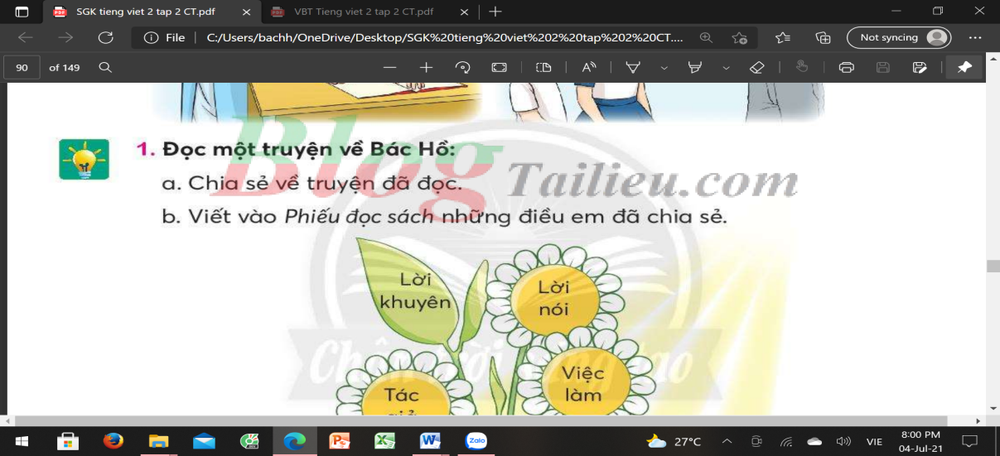 SGK tieng viet 2 tap 2 CT.pdf
VBT Tieng viet 2 tap 2 CT.pdf
File
C:/Users/bachh/OneDrive/Desktop/SGK%20tieng%20viet%202%20tap%202%20CT....
Not syncing
90 of 149
1. Đọc một truyện về Bác Hồ:
a. Chia sẻ về truyện đã đọc.
Blog Tailieu.com
b. Viết vào Phiếu đọc sách những điều em đã chia sẻ.
Lời
khuyên
Lời
nói
Chân trời sáng tạo
Việc
làm
Tác
Zalo
27°C
VIE
8:00 PM
04-Jul-21